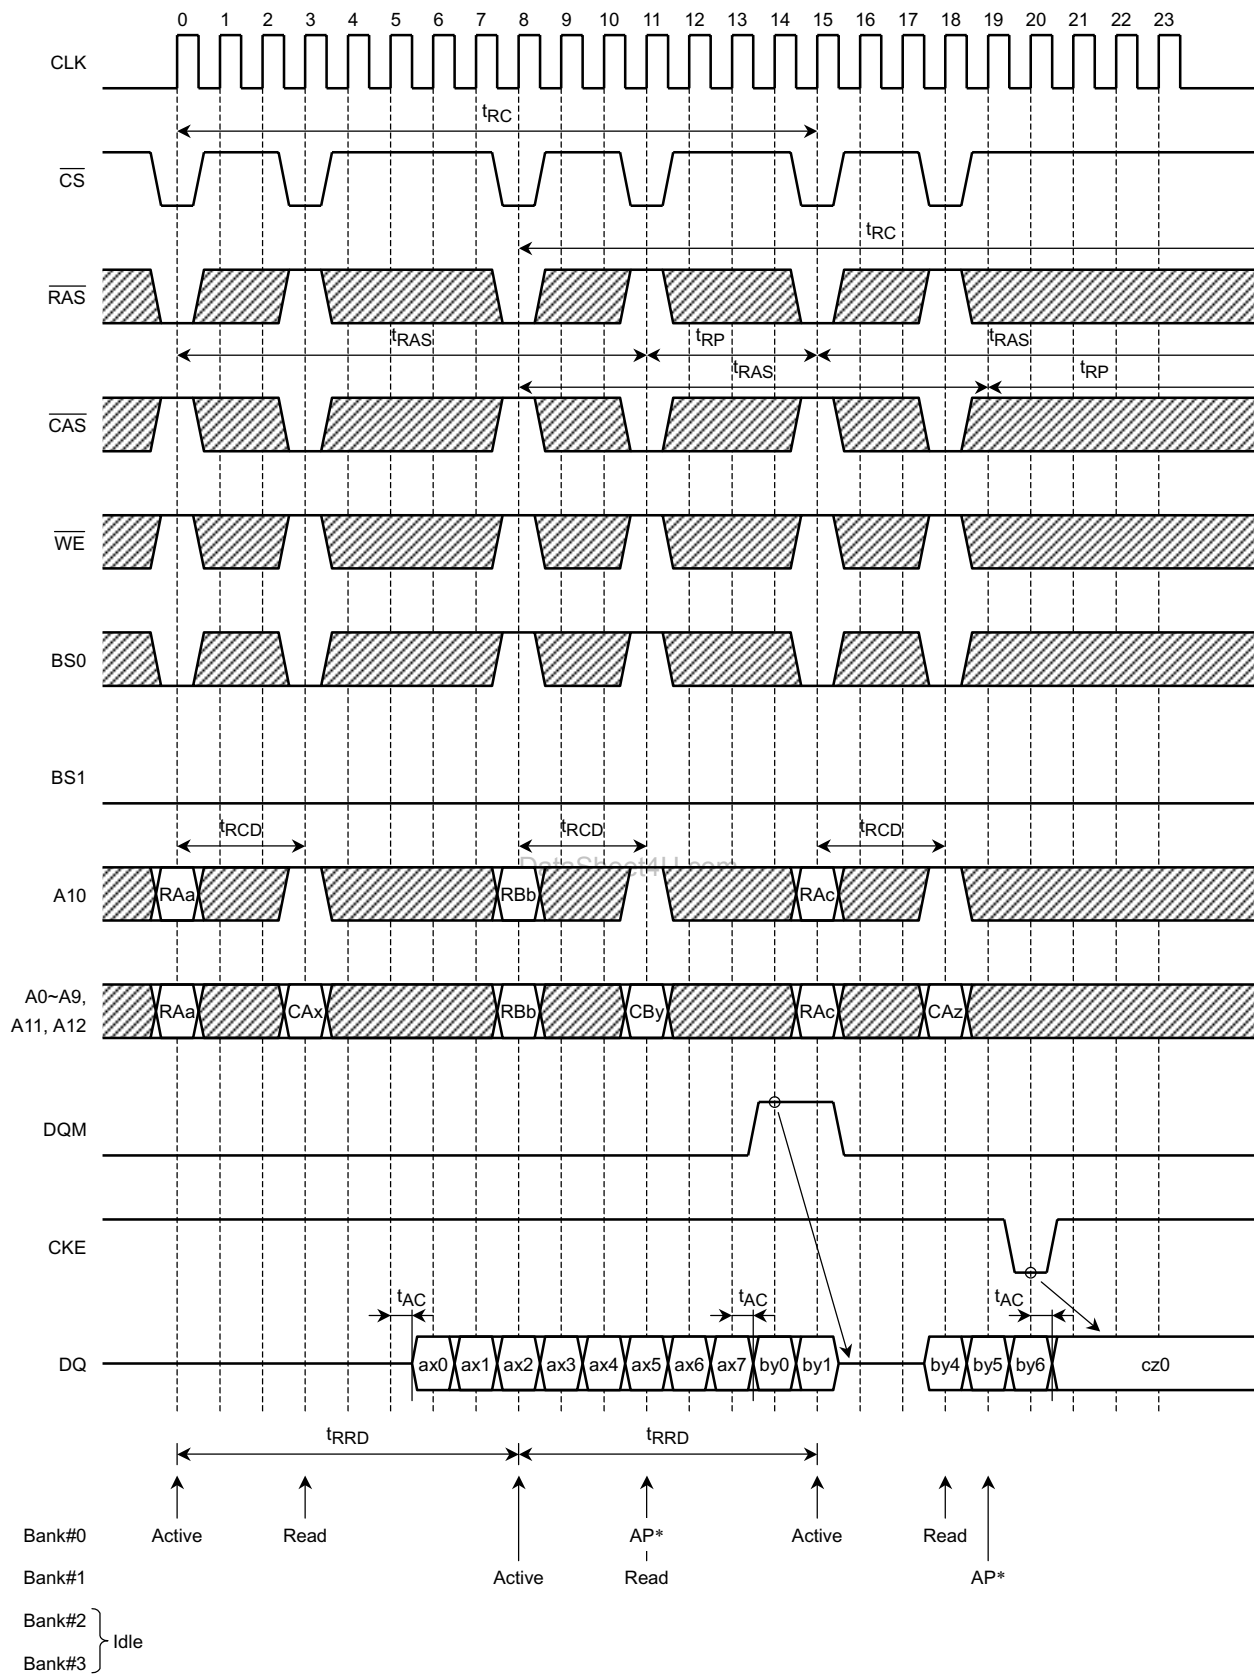 0 1 2 3 4 5 6 7 8 9 10 11 12 13 14 15 16 17 18 19 20 21 22 23
CLK
tRC
CS
tRC
RAS
tRAS tRP tRAS
tRAS tRP
CAS
WE
BS0
BS1
tRCD tRCD tRCD
DataSheet4U.com
A10 RAa RBb RAc
A0~A9,
A11, A12
RAa CAx RBb CBy RAc CAz
DQM
CKE
tAC tAC tAC
DQ ax0 ax1 ax2 ax3 ax4 ax5 ax6 ax7 by0 by1 by4 by5 by6 cz0
tRRD tRRD
Bank#0 Active Read AP* Active Read
Bank#1 Active Read AP*
Bank#2
Idle
Bank#3